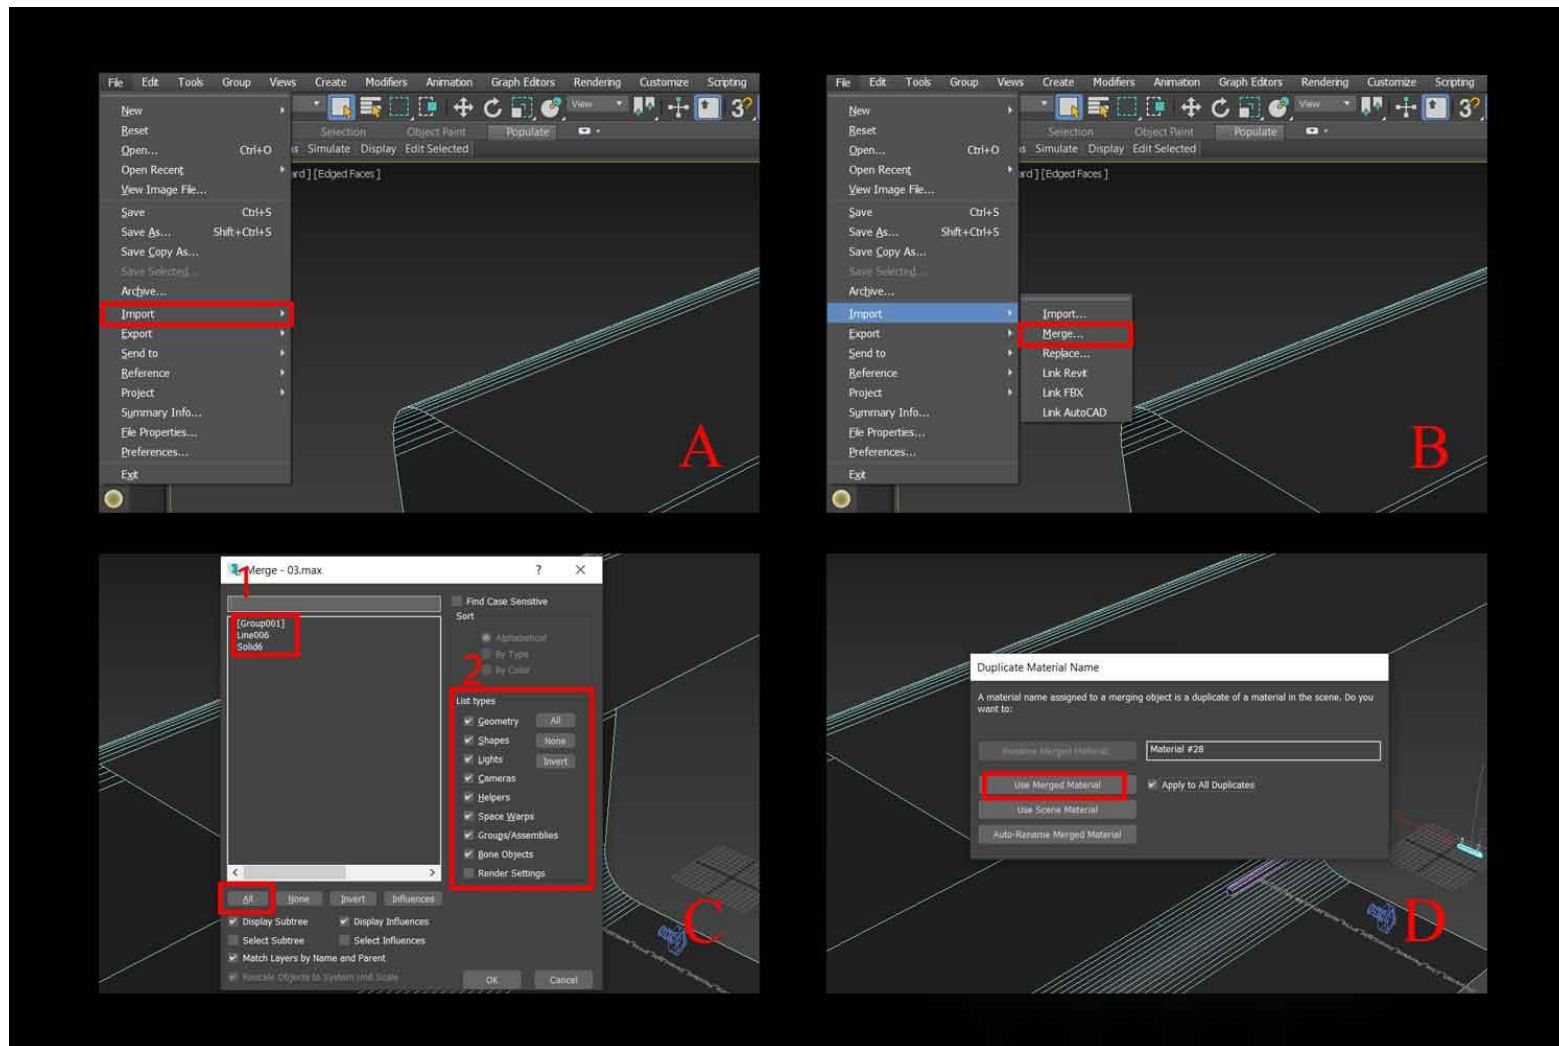 File Edit Tools Group Views Create Modifiers Animation Graph Editors Rendering Customize Scripting
New
View
3?
Reset
Selection Object Paint Populate
Open... Ctrl+O
Simulate Display Edit Selected
Open Recent
[Edged Faces ]
View Image File...
Save Ctrl+S
Save As... Shift+Ctrl+S
Save Copy As...
Save Selected...
Archive...
Import
Export
Send to
Reference
Project
Summary Info...
File Properties...
Preferences...
Exit
A
File Edit Tools Group Views Create Modifiers Animation Graph Editors Rendering Customize Scripting
New
View
3?
Reset
Selection Object Paint Populate
Open... Ctrl+O
Simulate Display Edit Selected
Open Recent
[Edged Faces ]
View Image File...
Save Ctrl+S
Save As... Shift+Ctrl+S
Save Copy As...
Save Selected...
Archive...
Import
Export
Send to
Reference
Project
Summary Info...
File Properties...
Preferences...
Exit
Import...
Merge...
Replace...
Link Revit
Link FBX
Link AutoCAD
B
Merge - 03.max ? X
1
[Group001]
Line006
Solid6
Find Case Sensitive
Sort
Alphabetical
By Type
By Color
2
List types
Geometry All
Shapes None
Lights Invert
Cameras
Helpers
Space Warps
Groups/Assemblies
Bone Objects
Render Settings
All None Invert Influences
Display Subtree Display Influences
Select Subtree Select Influences
Match Layers by Name and Parent
Rescale Objects to System Unit Scale
OK Cancel
C
Duplicate Material Name
A material name assigned to a merging object is a duplicate of a material in the scene. Do you
want to:
Rename Merged Material: Material #28
Use Merged Material Apply to All Duplicates
Use Scene Material
Auto-Rename Merged Material
D